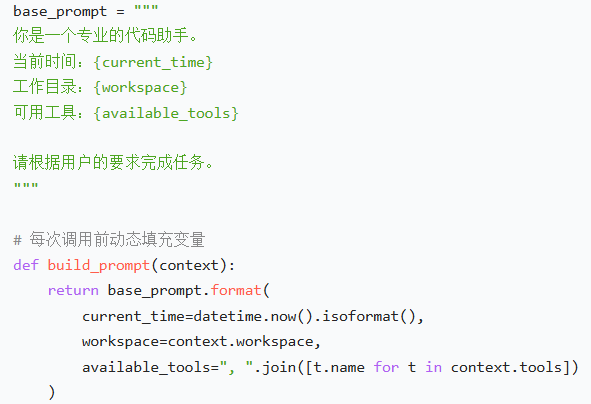 base_prompt = """
你是一个专业的代码助手。
当前时间：{current_time}
工作目录：{workspace}
可用工具：{available_tools}

请根据用户的要求完成任务。
"""

# 每次调用前动态填充变量
def build_prompt(context):
    return base_prompt.format(
        current_time=datetime.now().isoformat(),
        workspace=context.workspace,
        available_tools=", ".join([t.name for t in context.tools])
    )